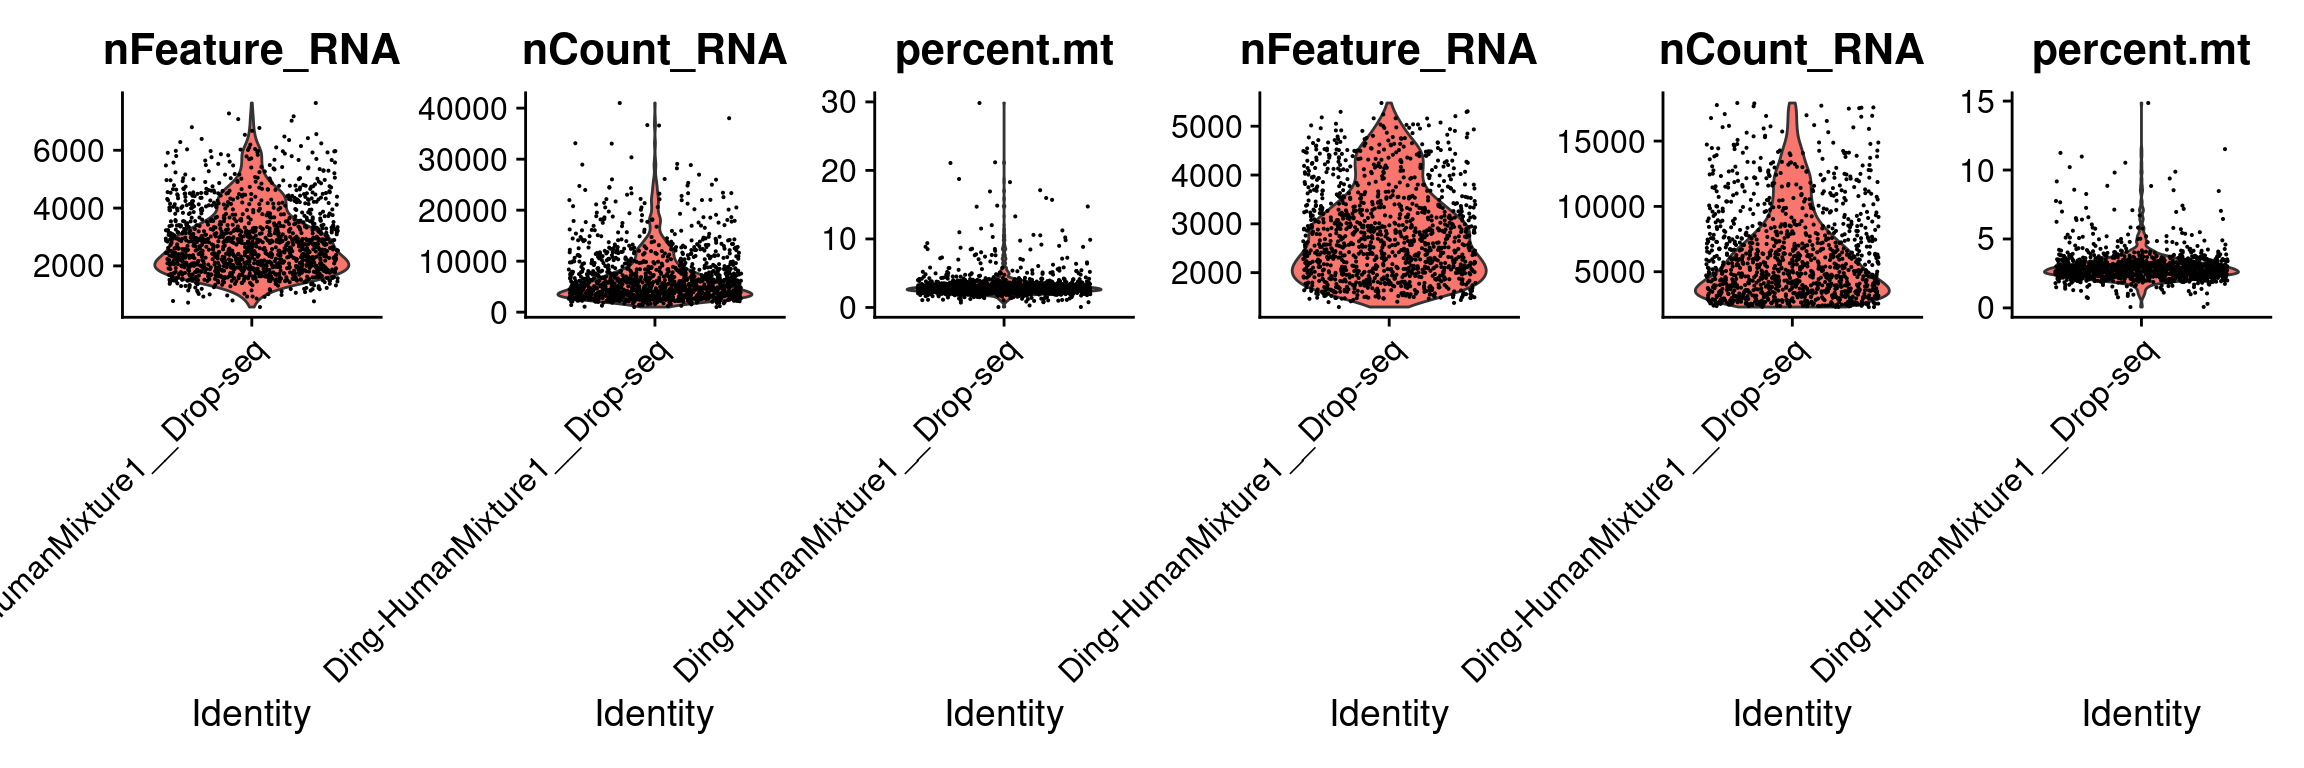 nFeature_RNA
6000
4000
2000
umanMixture1__Drop-seq
Identity
nCount_RNA
40000
30000
20000
10000
0
Ding-HumanMixture1__Drop-seq
Identity
percent.mt
30
20
10
0
Ding-HumanMixture1__Drop-seq
Identity
nFeature_RNA
5000
4000
3000
2000
Ding-HumanMixture1__Drop-seq
Identity
nCount_RNA
15000
10000
5000
Ding-HumanMixture1__Drop-seq
Identity
percent.mt
15
10
5
0
Ding-HumanMixture1__Drop-seq
Identity